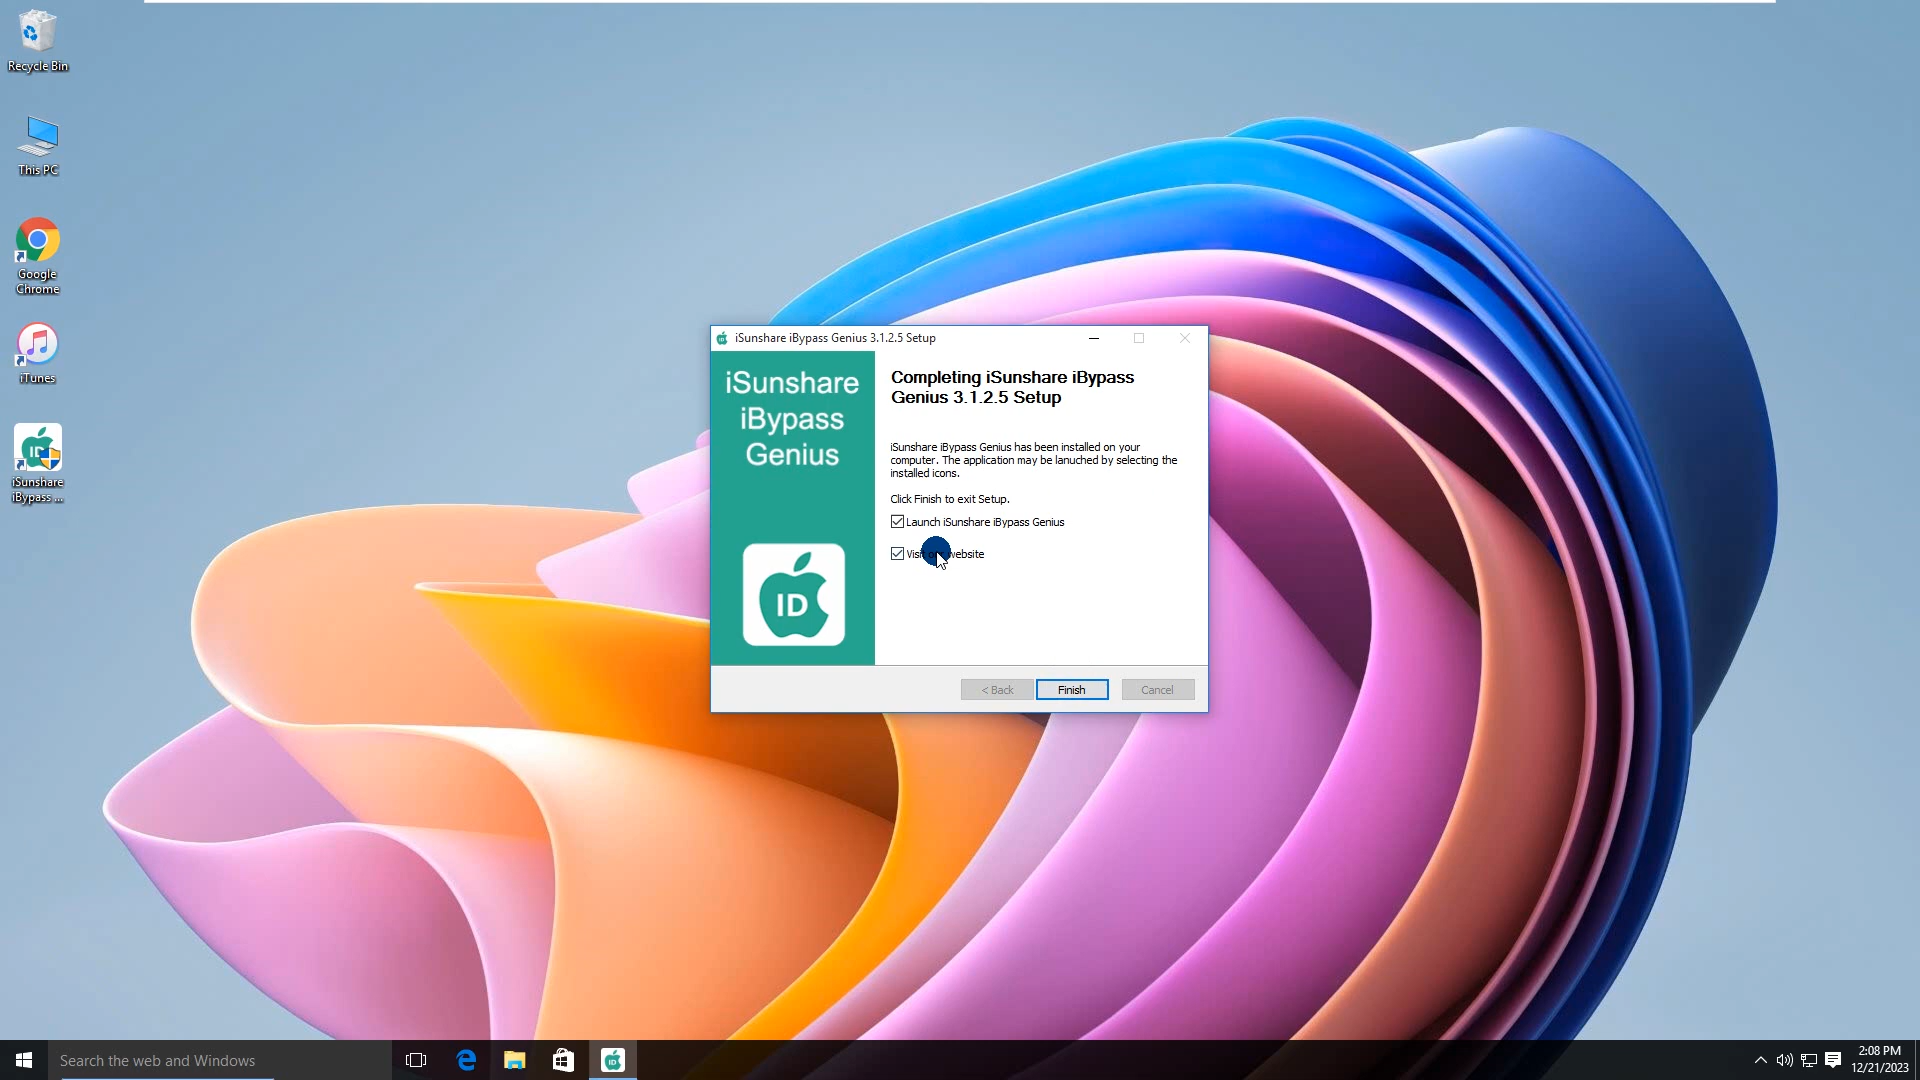 Recycle Bin
This PC
Google
Chrome
iTunes
ID
iSunshare
iBypass ...
iSunshare iBypass Genius 3.1.2.5 Setup
iSunshare
iBypass
Genius
ID
Completing iSunshare iBypass
Genius 3.1.2.5 Setup
iSunshare iBypass Genius has been installed on your
computer. The application may be lanuched by selecting the
installed icons.
Click Finish to exit Setup.
Launch iSunshare iBypass Genius
Visit our website
< Back
Finish
Cancel
Search the web and Windows
ID
2:08 PM
12/21/2023